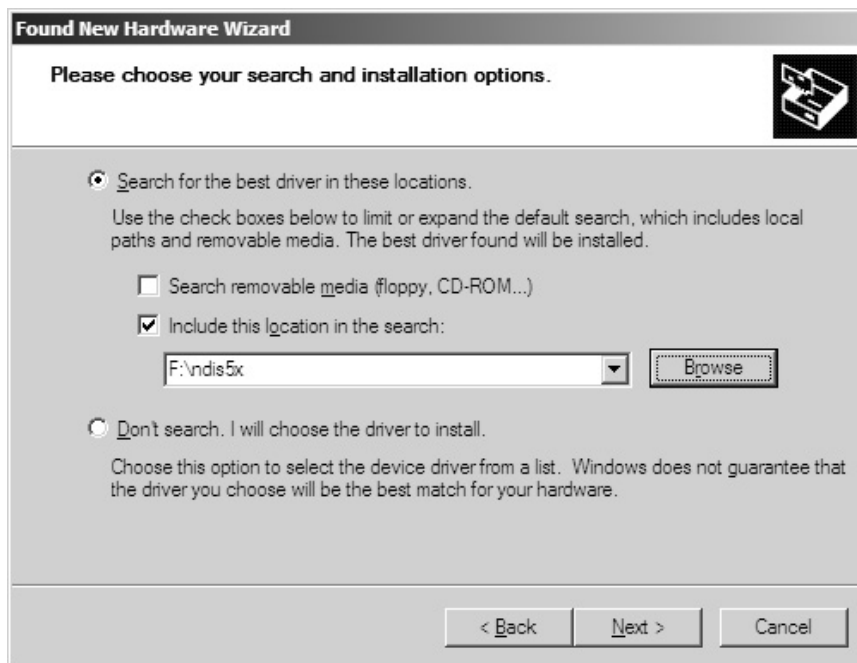 Found New Hardware Wizard
Please choose your search and installation options.
Search for the best driver in these locations.
Use the check boxes below to limit or expand the default search, which includes local
paths and removable media. The best driver found will be installed.
Search removable media (floppy, CD-ROM...)
Include this location in the search:
F:\ndis5x
Browse
Don't search. I will choose the driver to install.
Choose this option to select the device driver from a list. Windows does not guarantee that
the driver you choose will be the best match for your hardware.
< Back
Next >
Cancel